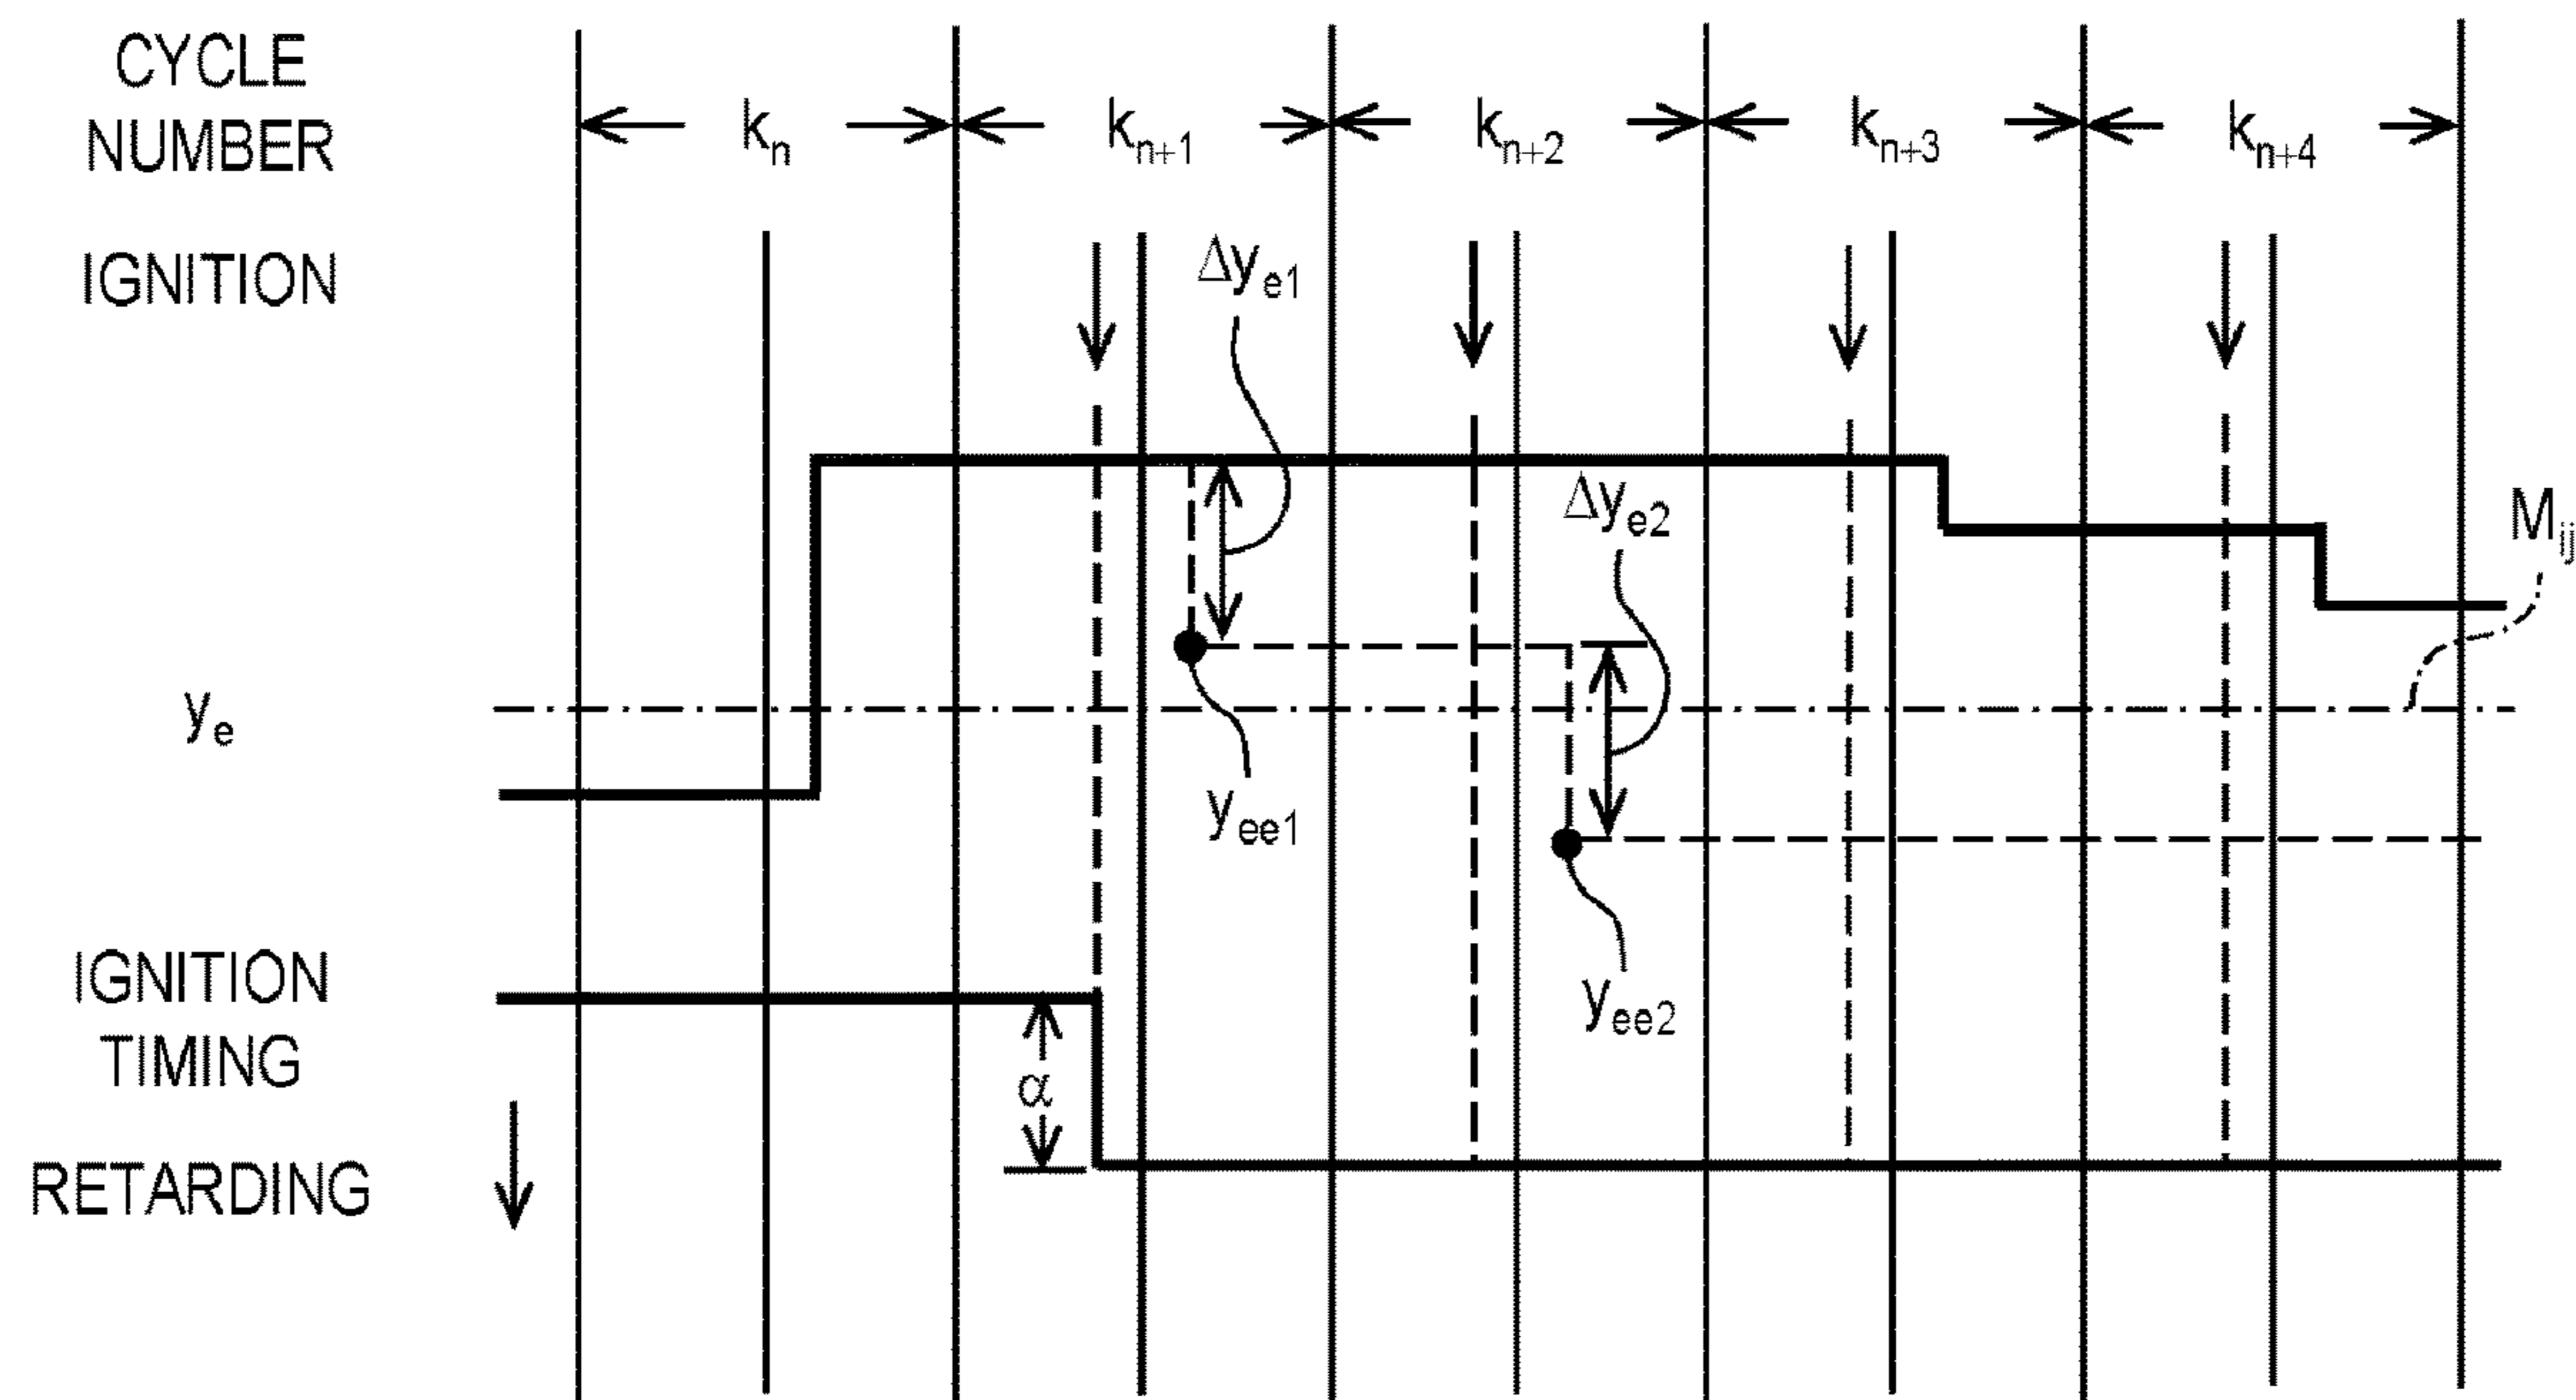 CYCLE
NUMBER
kn
kn+1
kn+2
kn+3
kn+4
IGNITION
Δye1
Δye2
Mij
ye
yee1
yee2
IGNITION
TIMING
α
RETARDING